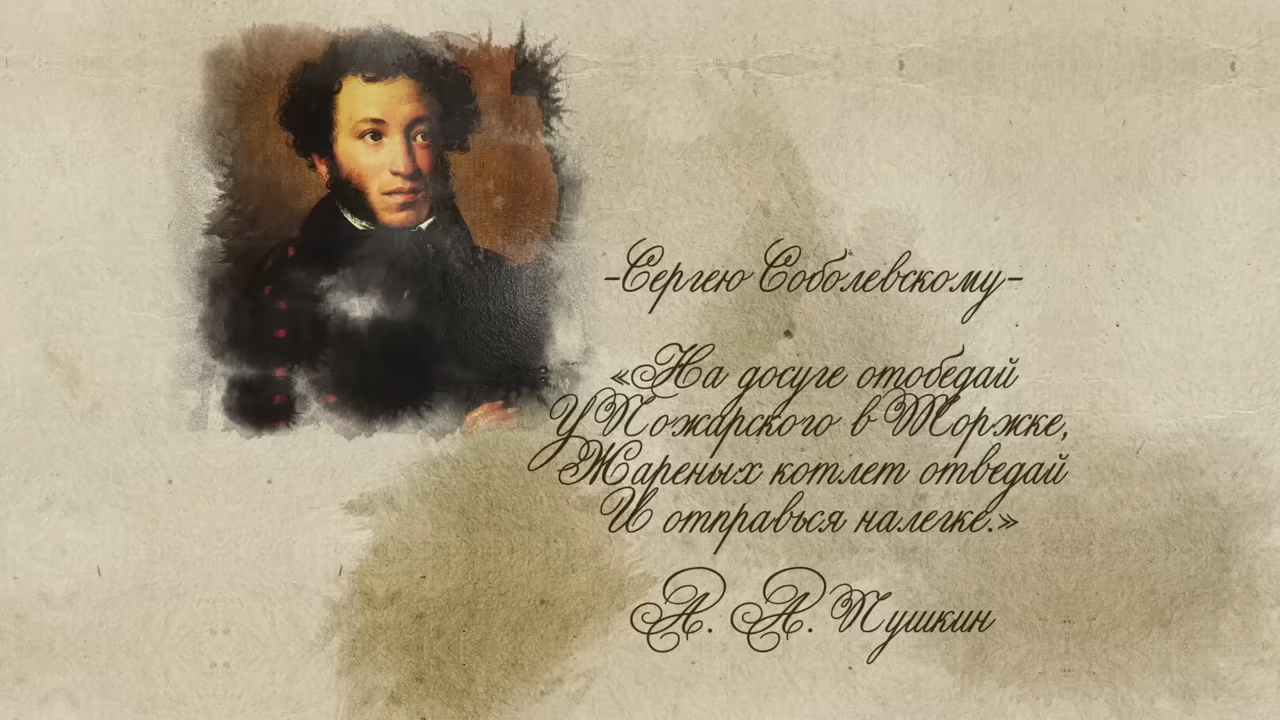 -Сергею Соболевскому-
«На досуге отобедай
У Пожарского в Торжке,
Жареных котлет отведай
И отправься налегке.»
А. А. Пушкин